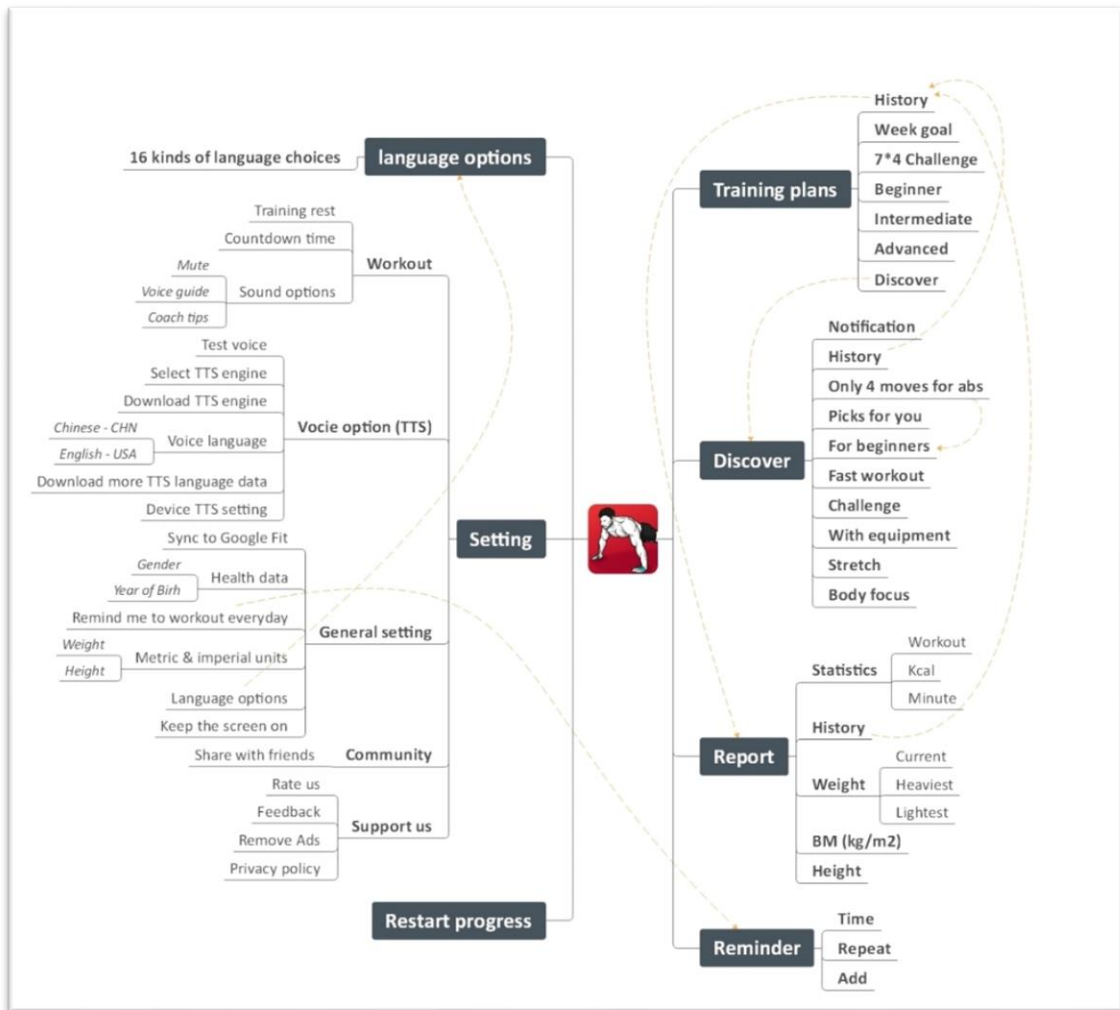 language options
16 kinds of language choices
Setting
Workout
Training rest
Countdown time
Sound options
Mute
Voice guide
Coach tips
Vocie option (TTS)
Test voice
Select TTS engine
Download TTS engine
Voice language
Chinese - CHN
English - USA
Download more TTS language data
Device TTS setting
General setting
Sync to Google Fit
Health data
Gender
Year of Birh
Remind me to workout everyday
Metric & imperial units
Weight
Height
Language options
Keep the screen on
Community
Share with friends
Support us
Rate us
Feedback
Remove Ads
Privacy policy
Restart progress
Training plans
History
Week goal
7*4 Challenge
Beginner
Intermediate
Advanced
Discover
Discover
Notification
History
Only 4 moves for abs
Picks for you
For beginners
Fast workout
Challenge
With equipment
Stretch
Body focus
Report
Statistics
Workout
Kcal
Minute
History
Weight
Current
Heaviest
Lightest
BM (kg/m2)
Height
Reminder
Time
Repeat
Add